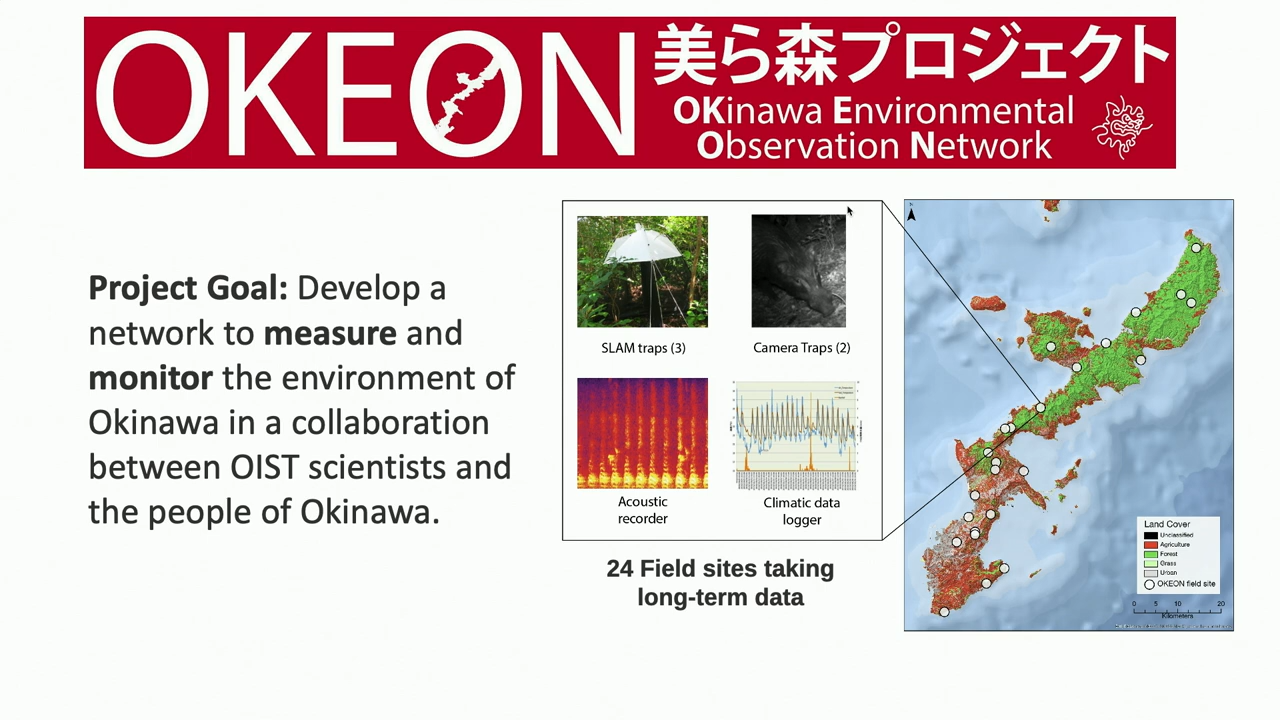 OKEON
美ら森プロジェクト
OKinawa Environmental
Observation Network
Project Goal: Develop a
network to measure and
monitor the environment of
Okinawa in a collaboration
between OIST scientists and
the people of Okinawa.
SLAM traps (3)
Camera Traps (2)
Acoustic
recorder
Climatic data
logger
24 Field sites taking
long-term data
N
Land Cover
Unclassified
Agriculture
Forest
Grass
Urban
OKEON field site
0 5 10 20
Kilometers